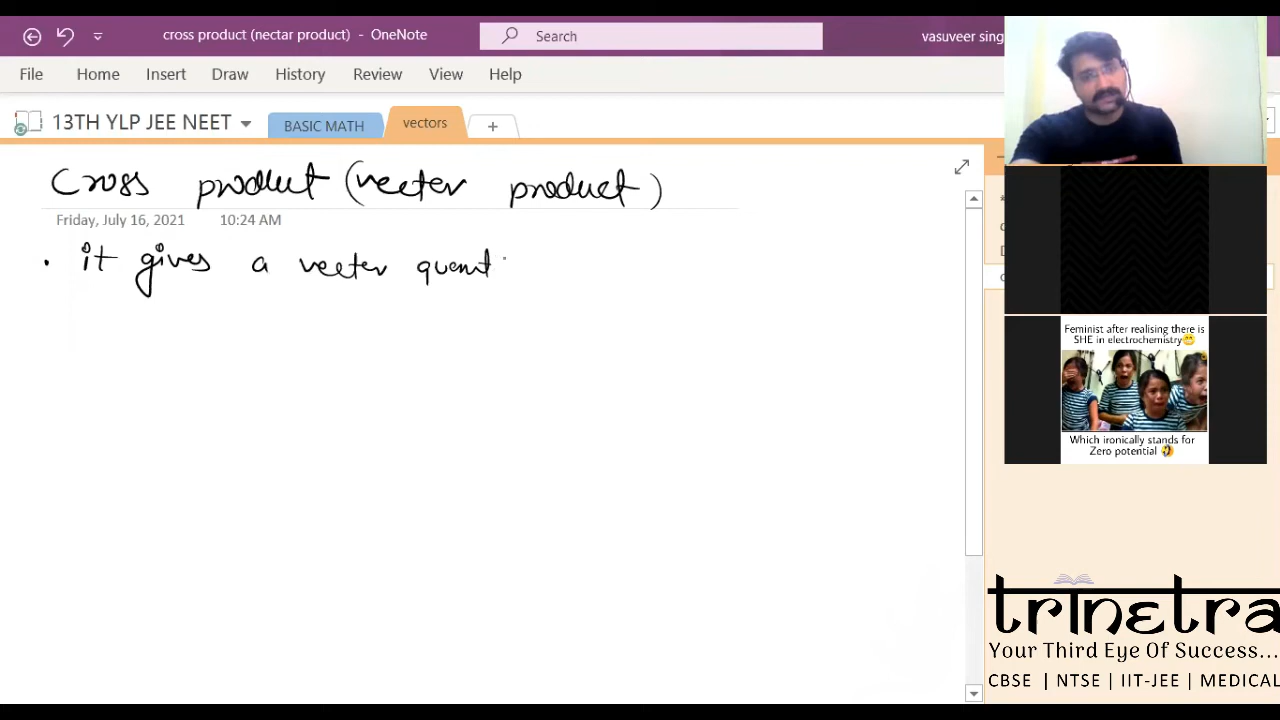 cross product (nectar product) - OneNote
Search
vasuveer sing
File Home Insert Draw History Review View Help
13TH YLP JEE NEET
BASIC MATH
vectors
Cross product (vector product)
Friday, July 16, 2021 10:24 AM
• it gives a vector quant
Feminist after realising there is
SHE in electrochemistry😁
Which ironically stands for
Zero potential 🤣
trinetra
Your Third Eye Of Success...
CBSE | NTSE | IIT-JEE | MEDICAL